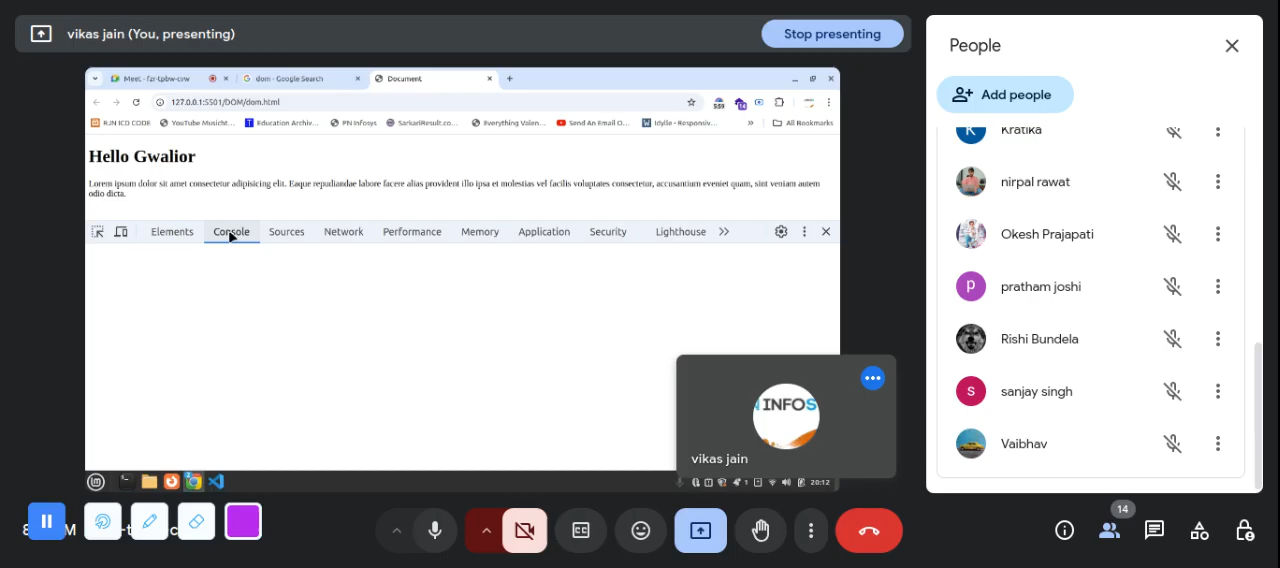 vikas jain (You, presenting)
Stop presenting
Meet - fzr-tpbw-cvw
dom - Google Search
Document
127.0.0.1:5501/DOM/dom.html
RJN ICD CODE
YouTube Musicht...
Education Archiv...
PN Infosys
SarkariResult.co...
Everything Valen...
Send An Email O...
Idylle - Responsiv...
All Bookmarks
Hello Gwalior
Lorem ipsum dolor sit amet consectetur adipisicing elit. Eaque repudiandae labore facere alias provident illo ipsa et molestias vel facilis voluptates consectetur, accusantium eveniet quam, sint veniam autem
odio dicta.
Elements
Console
Sources
Network
Performance
Memory
Application
Security
Lighthouse
INFOS
vikas jain
20:12
People
Add people
Kratika
nirpal rawat
Okesh Prajapati
p
pratham joshi
Rishi Bundela
s
sanjay singh
Vaibhav
14